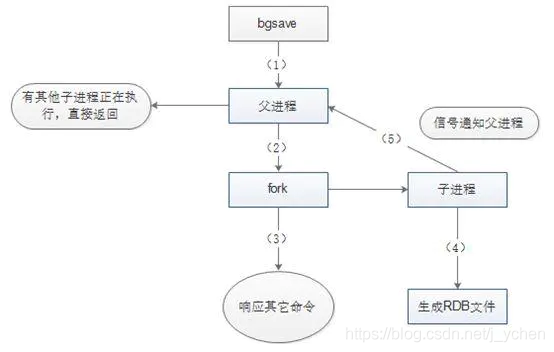 bgsave
（1）
有其他子进程正在执
行，直接返回
父进程
信号通知父进程
（5）
（2）
fork
子进程
（3）
（4）
响应其它命令
生成RDB文件
https://blog.csdn.net/j_ychen